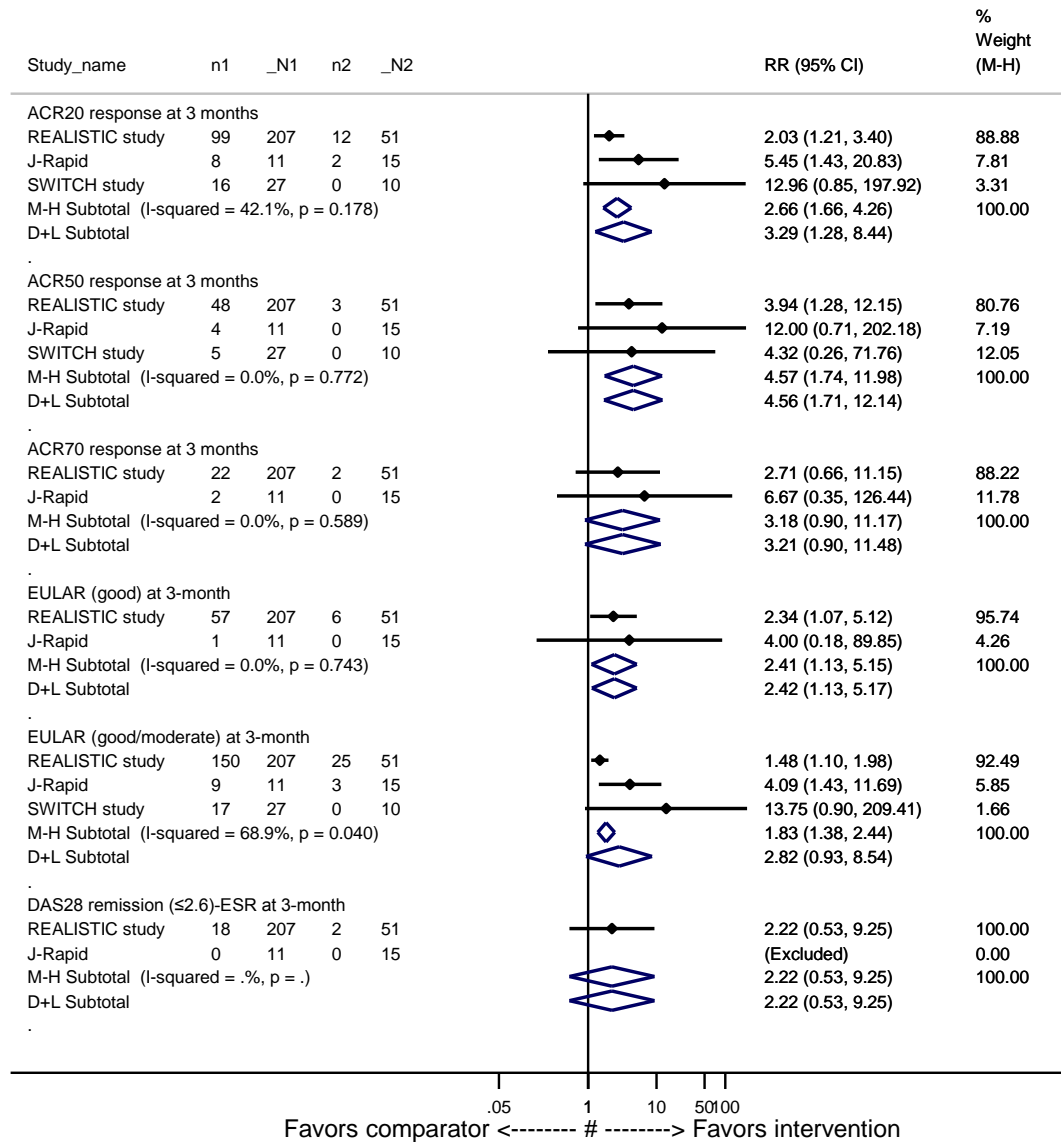 %
Weight
Study_name n1 _N1 n2 _N2 RR (95% CI) (M-H)
ACR20 response at 3 months
REALISTIC study 99 207 12 51 2.03 (1.21, 3.40) 88.88
J-Rapid 8 11 2 15 5.45 (1.43, 20.83) 7.81
SWITCH study 16 27 0 10 12.96 (0.85, 197.92) 3.31
M-H Subtotal (I-squared = 42.1%, p = 0.178) 2.66 (1.66, 4.26) 100.00
D+L Subtotal 3.29 (1.28, 8.44)
.
ACR50 response at 3 months
REALISTIC study 48 207 3 51 3.94 (1.28, 12.15) 80.76
J-Rapid 4 11 0 15 12.00 (0.71, 202.18) 7.19
SWITCH study 5 27 0 10 4.32 (0.26, 71.76) 12.05
M-H Subtotal (I-squared = 0.0%, p = 0.772) 4.57 (1.74, 11.98) 100.00
D+L Subtotal 4.56 (1.71, 12.14)
.
ACR70 response at 3 months
REALISTIC study 22 207 2 51 2.71 (0.66, 11.15) 88.22
J-Rapid 2 11 0 15 6.67 (0.35, 126.44) 11.78
M-H Subtotal (I-squared = 0.0%, p = 0.589) 3.18 (0.90, 11.17) 100.00
D+L Subtotal 3.21 (0.90, 11.48)
.
EULAR (good) at 3-month
REALISTIC study 57 207 6 51 2.34 (1.07, 5.12) 95.74
J-Rapid 1 11 0 15 4.00 (0.18, 89.85) 4.26
M-H Subtotal (I-squared = 0.0%, p = 0.743) 2.41 (1.13, 5.15) 100.00
D+L Subtotal 2.42 (1.13, 5.17)
.
EULAR (good/moderate) at 3-month
REALISTIC study 150 207 25 51 1.48 (1.10, 1.98) 92.49
J-Rapid 9 11 3 15 4.09 (1.43, 11.69) 5.85
SWITCH study 17 27 0 10 13.75 (0.90, 209.41) 1.66
M-H Subtotal (I-squared = 68.9%, p = 0.040) 1.83 (1.38, 2.44) 100.00
D+L Subtotal 2.82 (0.93, 8.54)
.
DAS28 remission (≤2.6)-ESR at 3-month
REALISTIC study 18 207 2 51 2.22 (0.53, 9.25) 100.00
J-Rapid 0 11 0 15 (Excluded) 0.00
M-H Subtotal (I-squared = .%, p = .) 2.22 (0.53, 9.25) 100.00
D+L Subtotal 2.22 (0.53, 9.25)
.
.05 1 10 50 100
Favors comparator <-------- # --------> Favors intervention